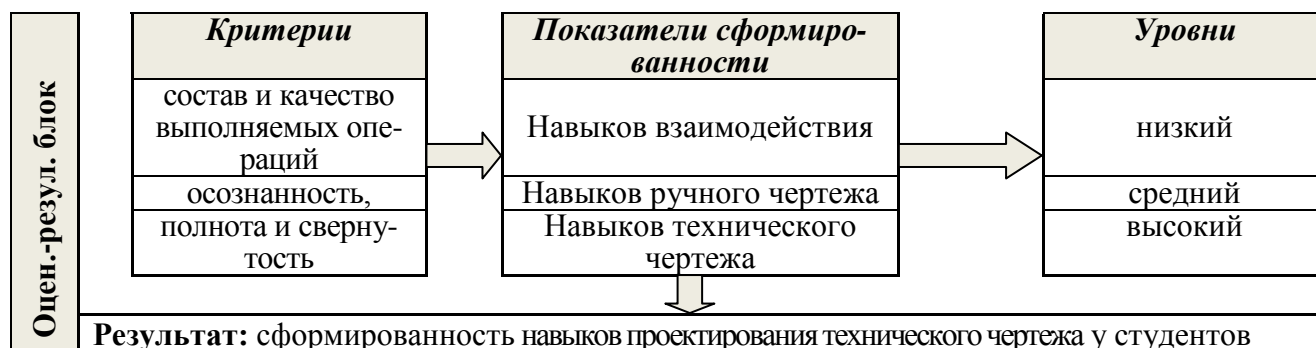 Оцен.-резул. блок
Критерии
состав и качество
выполняемых опе-
раций
осознанность,
полнота и сверну-
тость
Показатели сформиро-
ванности
Навыков взаимодействия
Навыков ручного чертежа
Навыков технического
чертежа
Уровни
низкий
средний
высокий
Результат: сформированность навыков проектирования технического чертежа у студентов